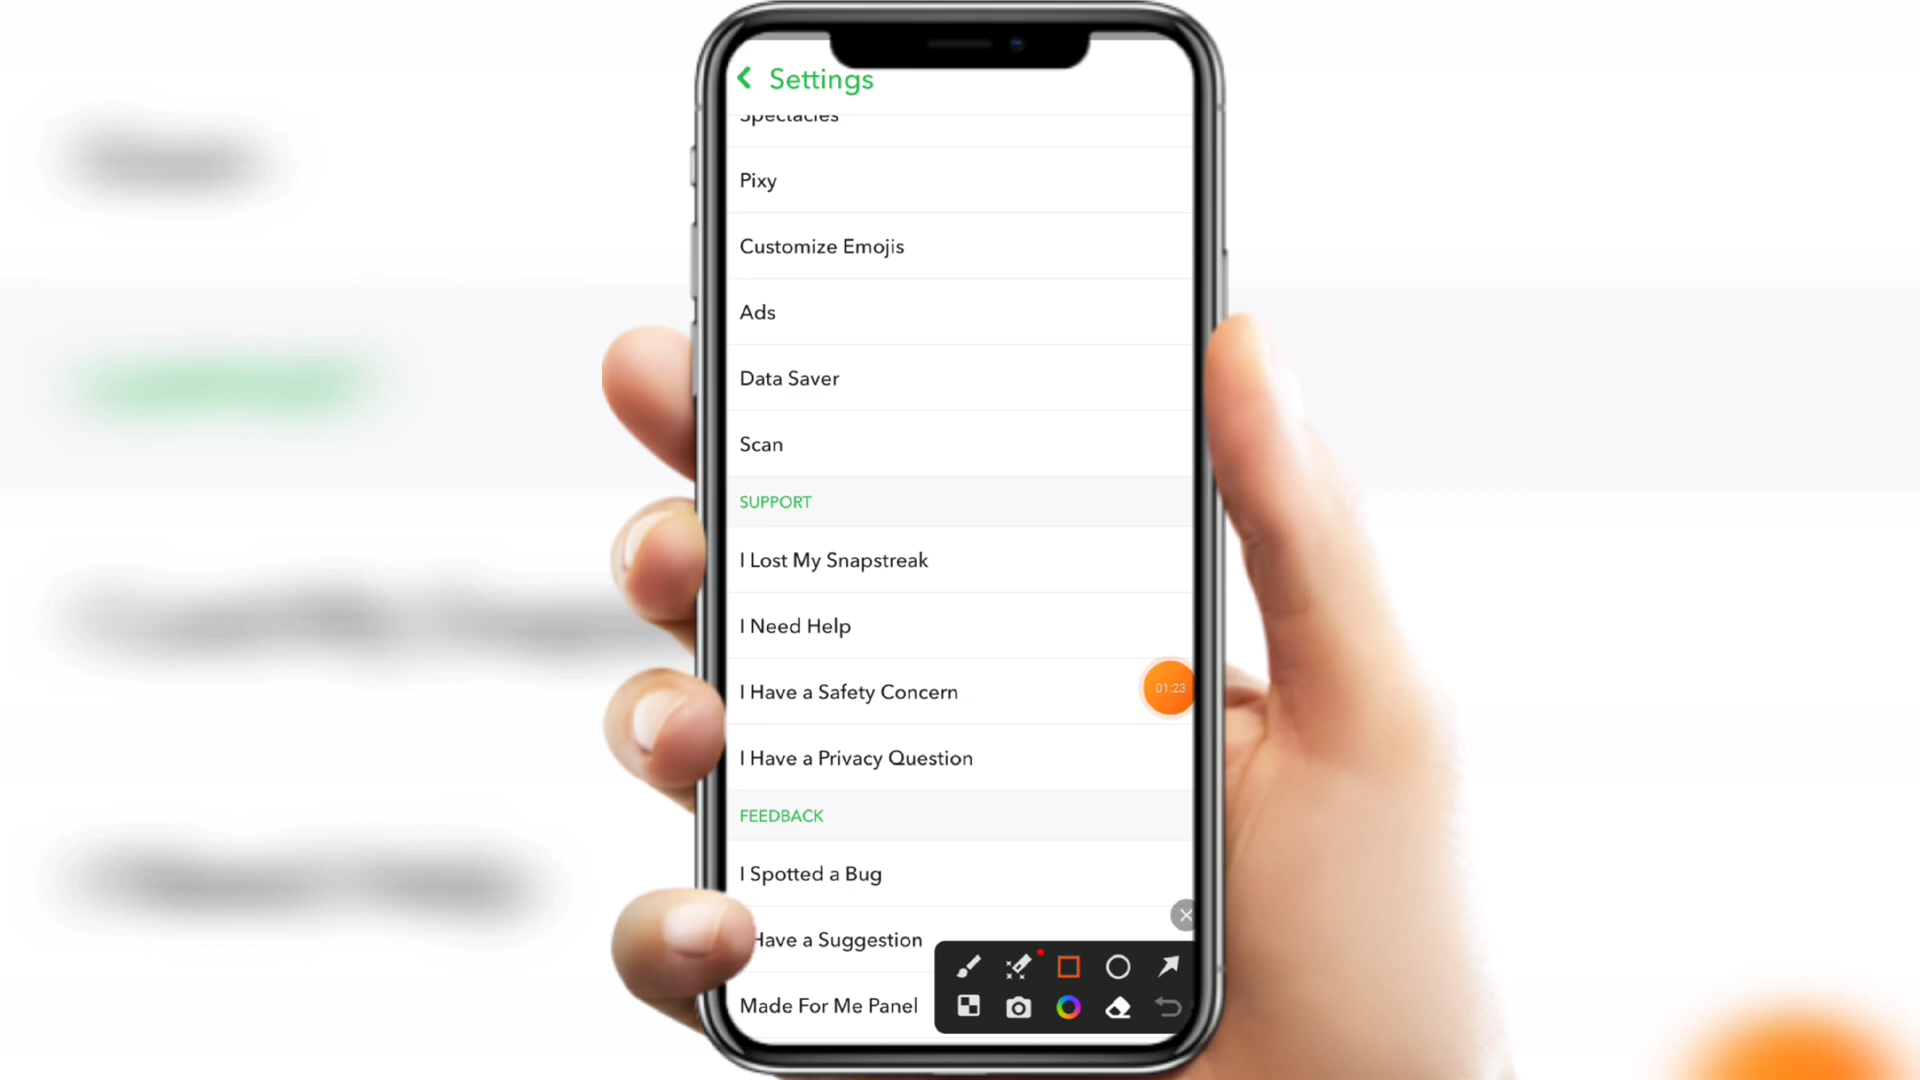 Settings
Spectacles
Pixy
Customize Emojis
Ads
Data Saver
Scan
SUPPORT
I Lost My Snapstreak
I Need Help
I Have a Safety Concern
01:23
I Have a Privacy Question
FEEDBACK
I Spotted a Bug
Have a Suggestion
Made For Me Panel